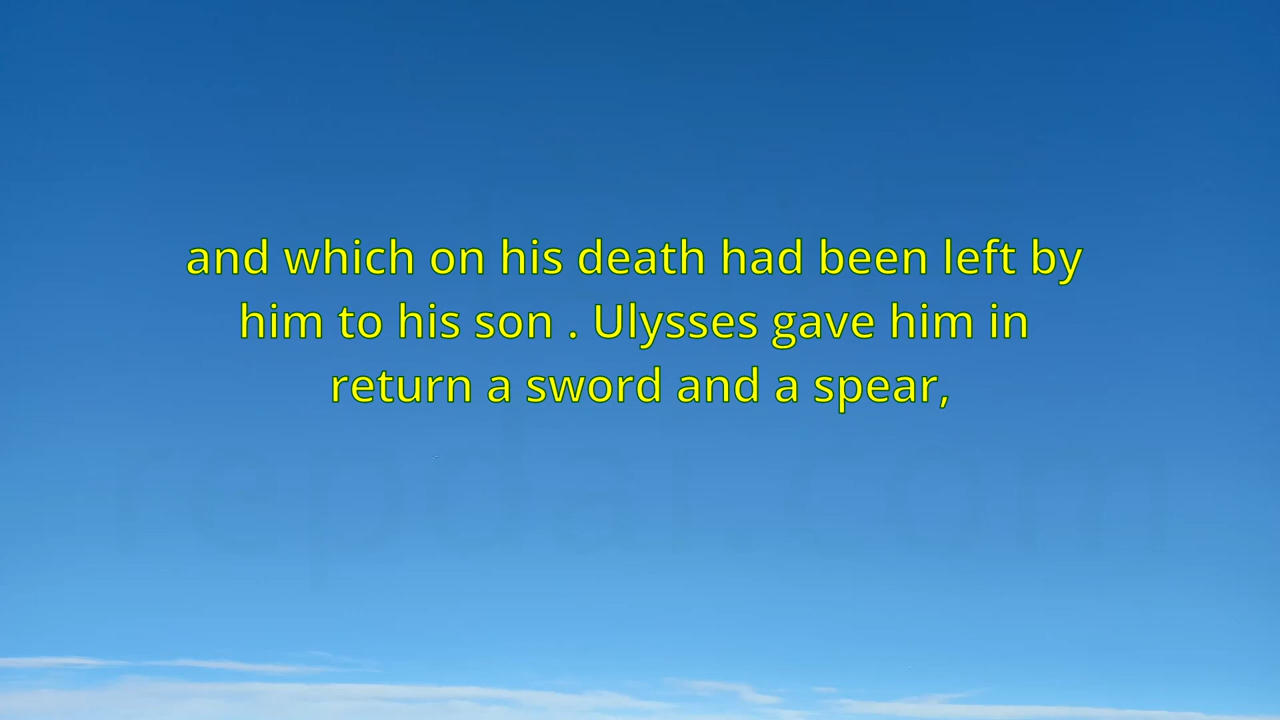 and which on his death had been left by
him to his son . Ulysses gave him in
return a sword and a spear,